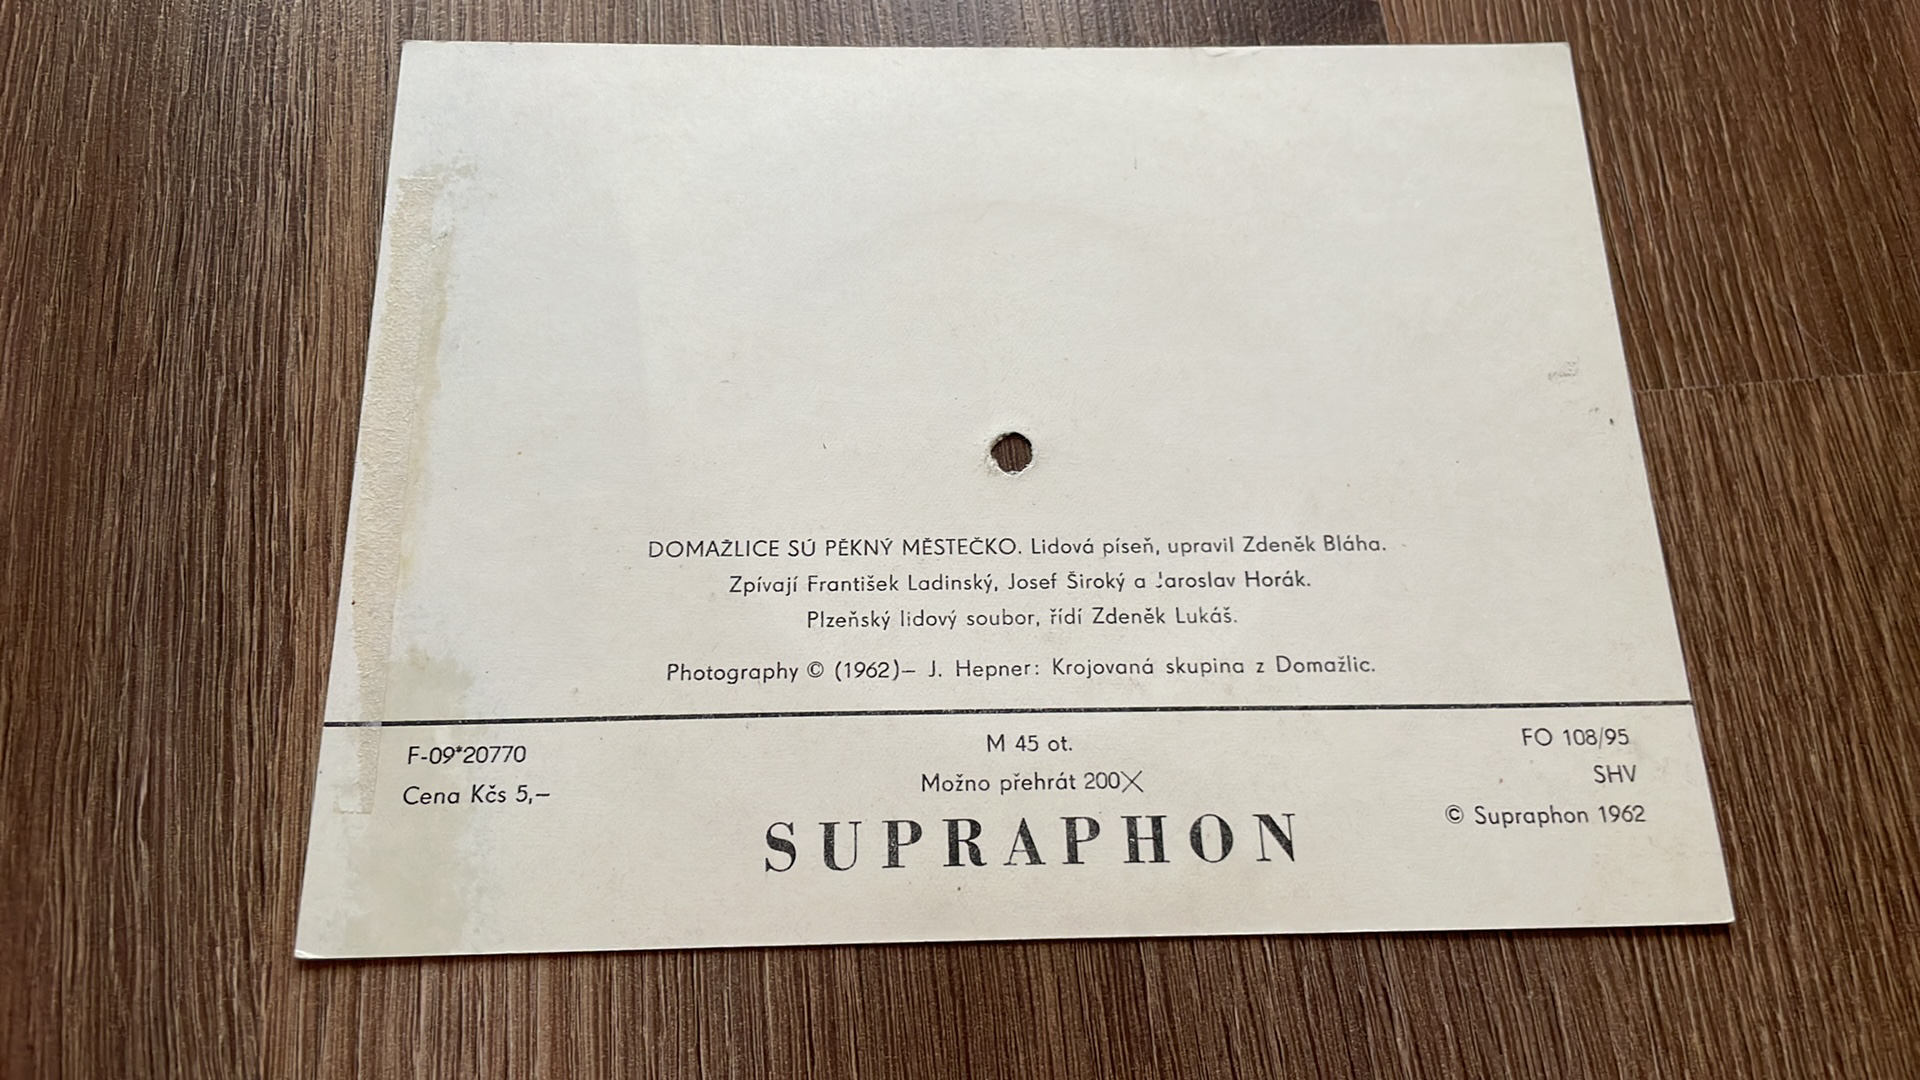 DOMAŽLICE SÚ PĚKNÝ MĚSTEČKO. Lidová píseň, upravil Zdeněk Bláha.
Zpívají František Ladinský, Josef Široký a Jaroslav Horák.
Plzeňský lidový soubor, řídí Zdeněk Lukáš.
Photography © (1962)– J. Hepner: Krojovaná skupina z Domažlic.
F-09*20770
Cena Kčs 5,–
M 45 ot.
Možno přehrát 200X
SUPRAPHON
FO 108/95
SHV
© Supraphon 1962